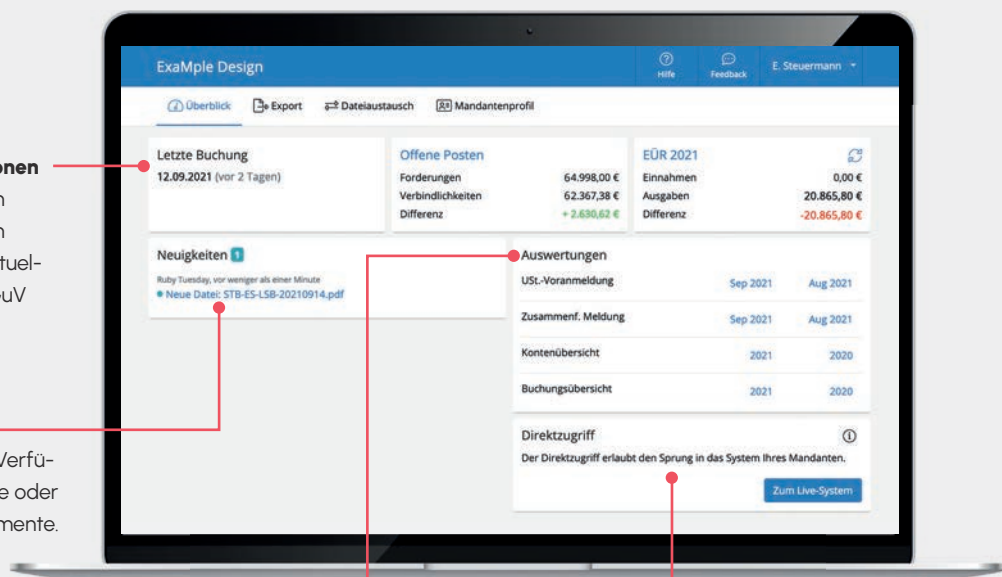 ExaMple Design
Hilfe
Feedback
E. Steuermann
Überblick
Export
Dateiaustausch
Mandantenprofil
Letzte Buchung
12.09.2021 (vor 2 Tagen)
Offene Posten
Forderungen 64.998,00 €
Verbindlichkeiten 62.367,38 €
Differenz + 2.630,62 €
EÜR 2021
Einnahmen 0,00 €
Ausgaben 20.865,80 €
Differenz -20.865,80 €
Neuigkeiten 1
Ruby Tuesday, vor weniger als einer Minute
Neue Datei: STB-ES-LSB-20210914.pdf
Auswertungen
USt.-Voranmeldung Sep 2021 Aug 2021
Zusammenf. Meldung Sep 2021 Aug 2021
Kontenübersicht 2021 2020
Buchungsübersicht 2021 2020
Direktzugriff
Der Direktzugriff erlaubt den Sprung in das System Ihres Mandanten.
Zum Live-System
onen
n
n
tuel-
uV
Verfü-
e oder
mente.